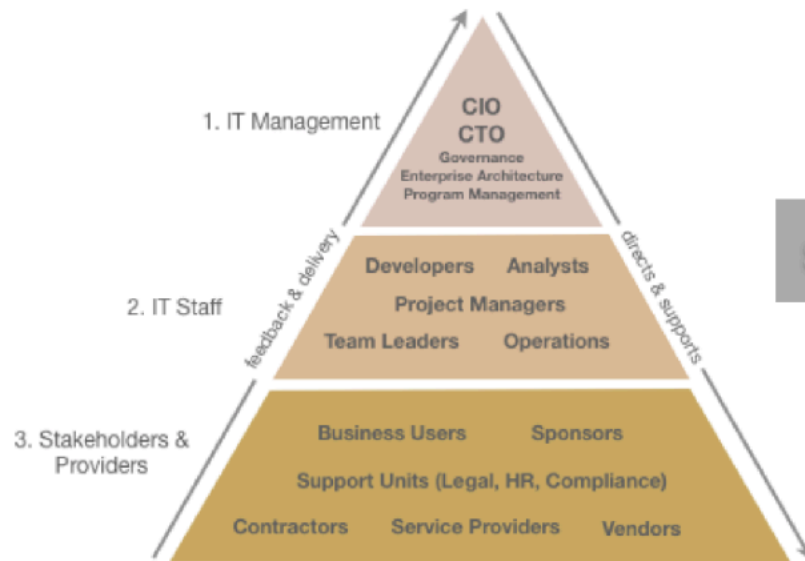 1. IT Management
CIO
CTO
Governance
Enterprise Architecture
Program Management
feedback & delivery
directs & supports
2. IT Staff
Developers Analysts
Project Managers
Team Leaders Operations
3. Stakeholders &
Providers
Business Users Sponsors
Support Units (Legal, HR, Compliance)
Contractors Service Providers Vendors